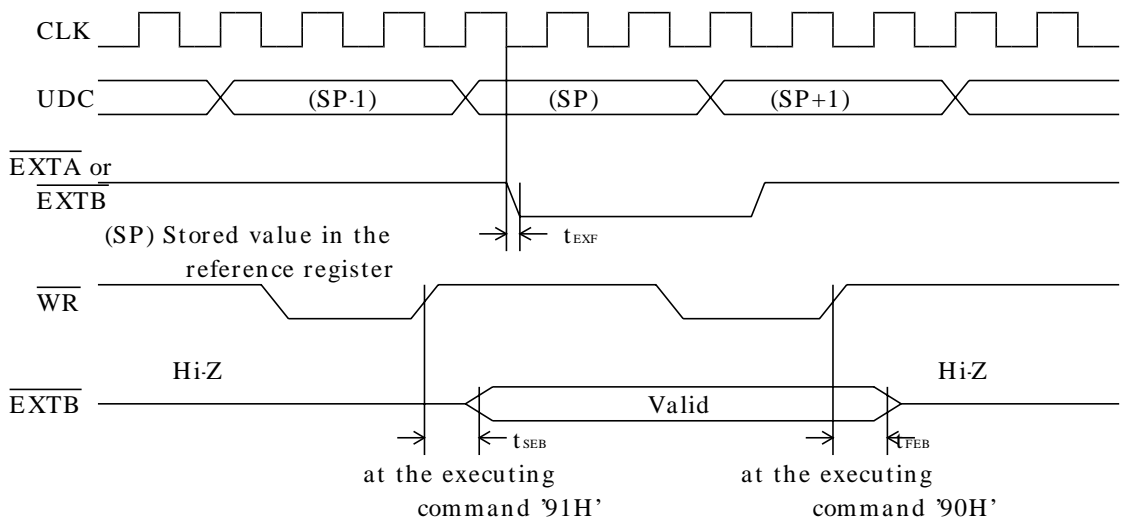 CLK
UDC (SP-1) (SP) (SP+1)
EXTA or
EXTB
tEXF
(SP) Stored value in the
reference register
WR
Hi-Z Hi-Z
EXTB Valid
tSEB tFEB
at the executing at the executing
command '91H' command '90H'